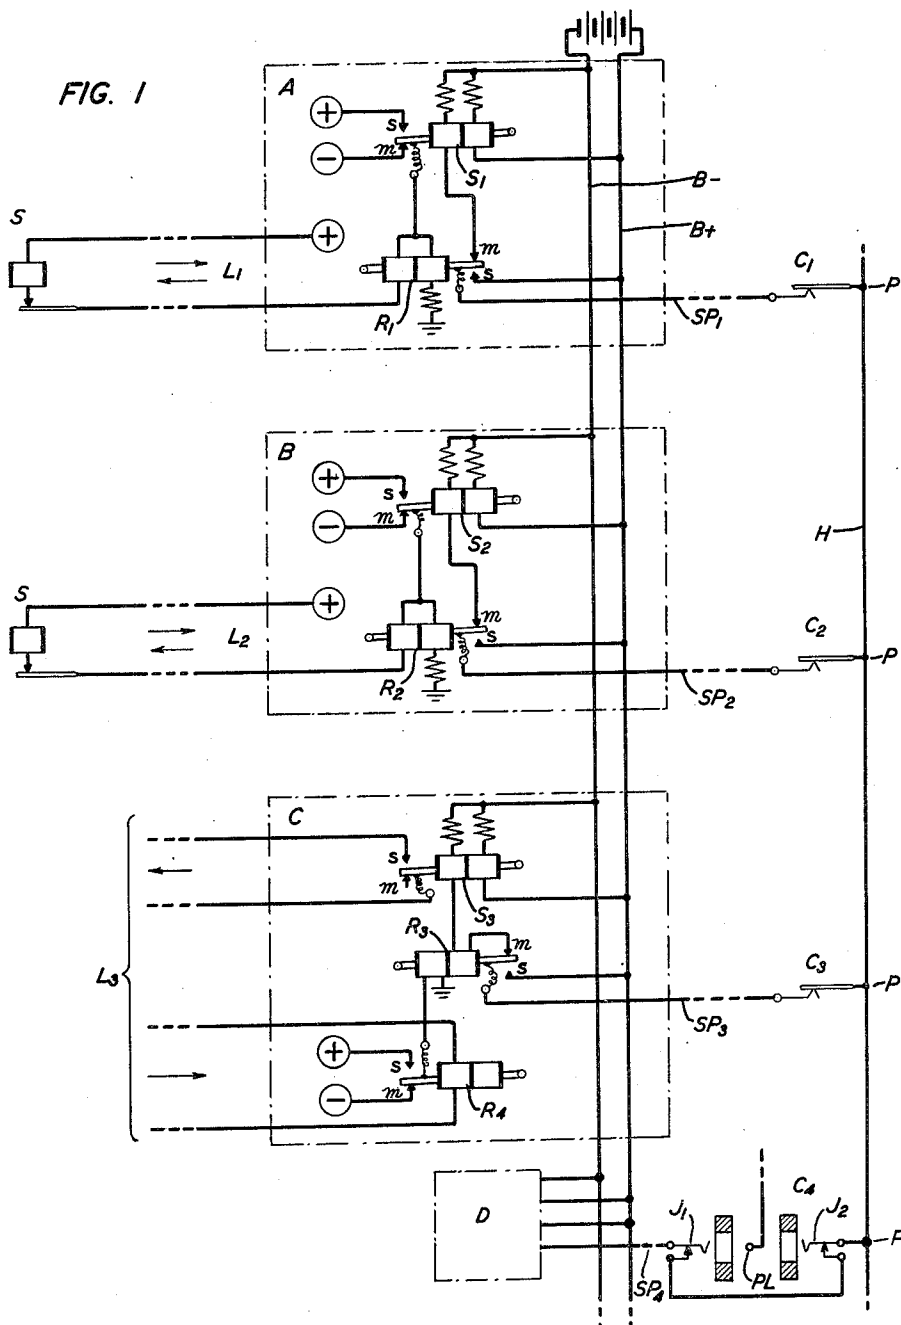 FIG. 1
A
+
S
m
−
S₁
B−
B+
S
+
m
S
L₁
R₁
SP₁
C₁
P
B
+
S
m
−
S₂
H
S
+
m
S
L₂
R₂
SP₂
C₂
P
C
S
m
S₃
R₃
m
S
L₃
SP₃
C₃
P
+
S
m
−
R₄
D
J₁
C₄
J₂
P
SP₄
PL